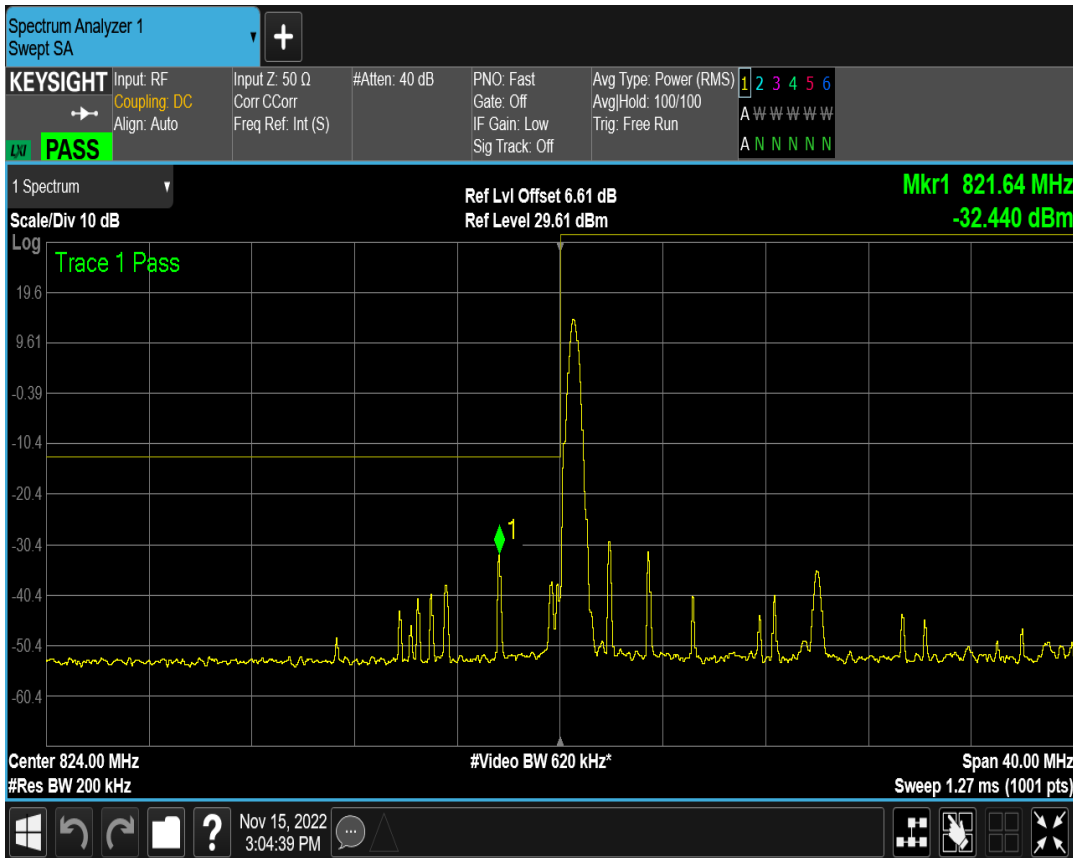 Spectrum Analyzer 1
Swept SA
+
KEYSIGHT
LXI PASS
Input: RF
Coupling: DC
Align: Auto
Input Z: 50 Ω
Corr CCorr
Freq Ref: Int (S)
#Atten: 40 dB
PNO: Fast
Gate: Off
IF Gain: Low
Sig Track: Off
Avg Type: Power (RMS)
Avg|Hold: 100/100
Trig: Free Run
1 2 3 4 5 6
A W W W W W
A N N N N N
1 Spectrum
Scale/Div 10 dB
Ref Lvl Offset 6.61 dB
Ref Level 29.61 dBm
Mkr1 821.64 MHz
-32.440 dBm
Log
Trace 1 Pass
19.6
9.61
-0.39
-10.4
-20.4
-30.4
-40.4
-50.4
-60.4
1
Center 824.00 MHz
#Res BW 200 kHz
#Video BW 620 kHz*
Span 40.00 MHz
Sweep 1.27 ms (1001 pts)
?
Nov 15, 2022
3:04:39 PM